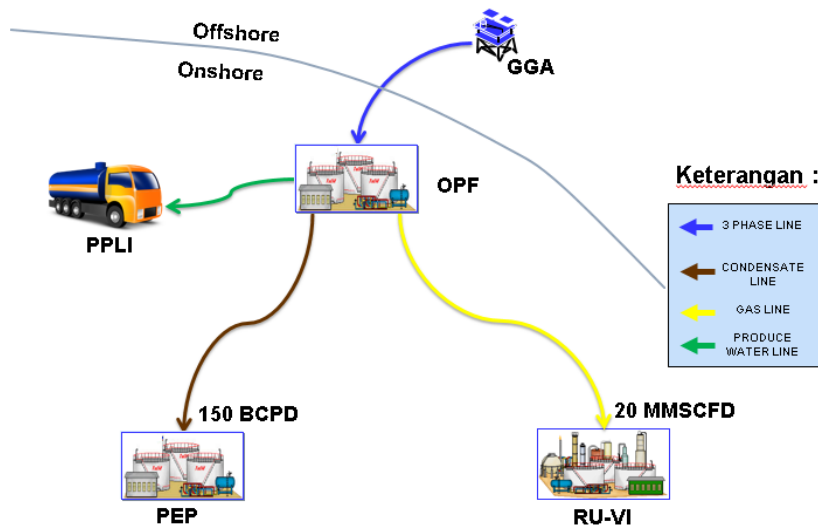 Offshore
Onshore
GGA
OPF
PPLI
Keterangan :
3 PHASE LINE
CONDENSATE
LINE
GAS LINE
PRODUCE
WATER LINE
150 BCPD
20 MMSCFD
PEP
RU-VI